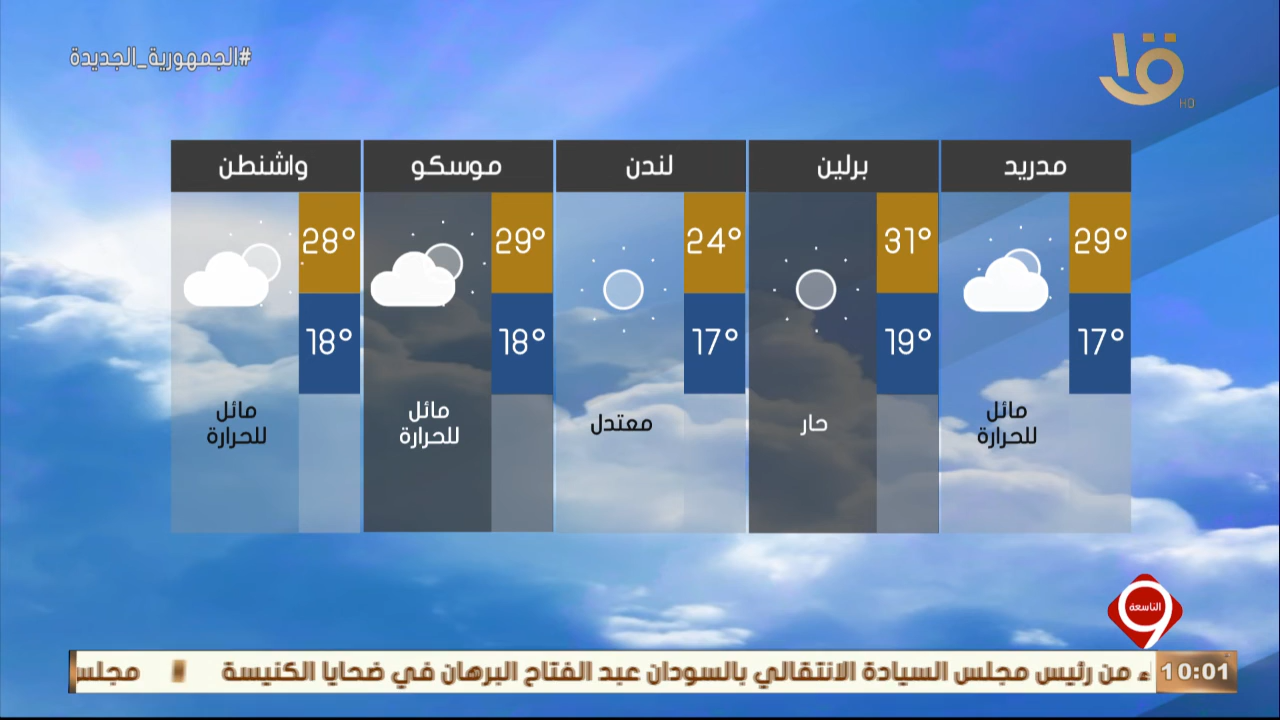 #الجمهورية_الجديدة
HD
مدريد
29°
17°
مائل
للحرارة
برلين
31°
19°
حار
لندن
24°
17°
معتدل
موسكو
29°
18°
مائل
للحرارة
واشنطن
28°
18°
مائل
للحرارة
التاسعة
9
10:01
ء من رئيس مجلس السيادة الانتقالي بالسودان عبد الفتاح البرهان في ضحايا الكنيسة مجلس